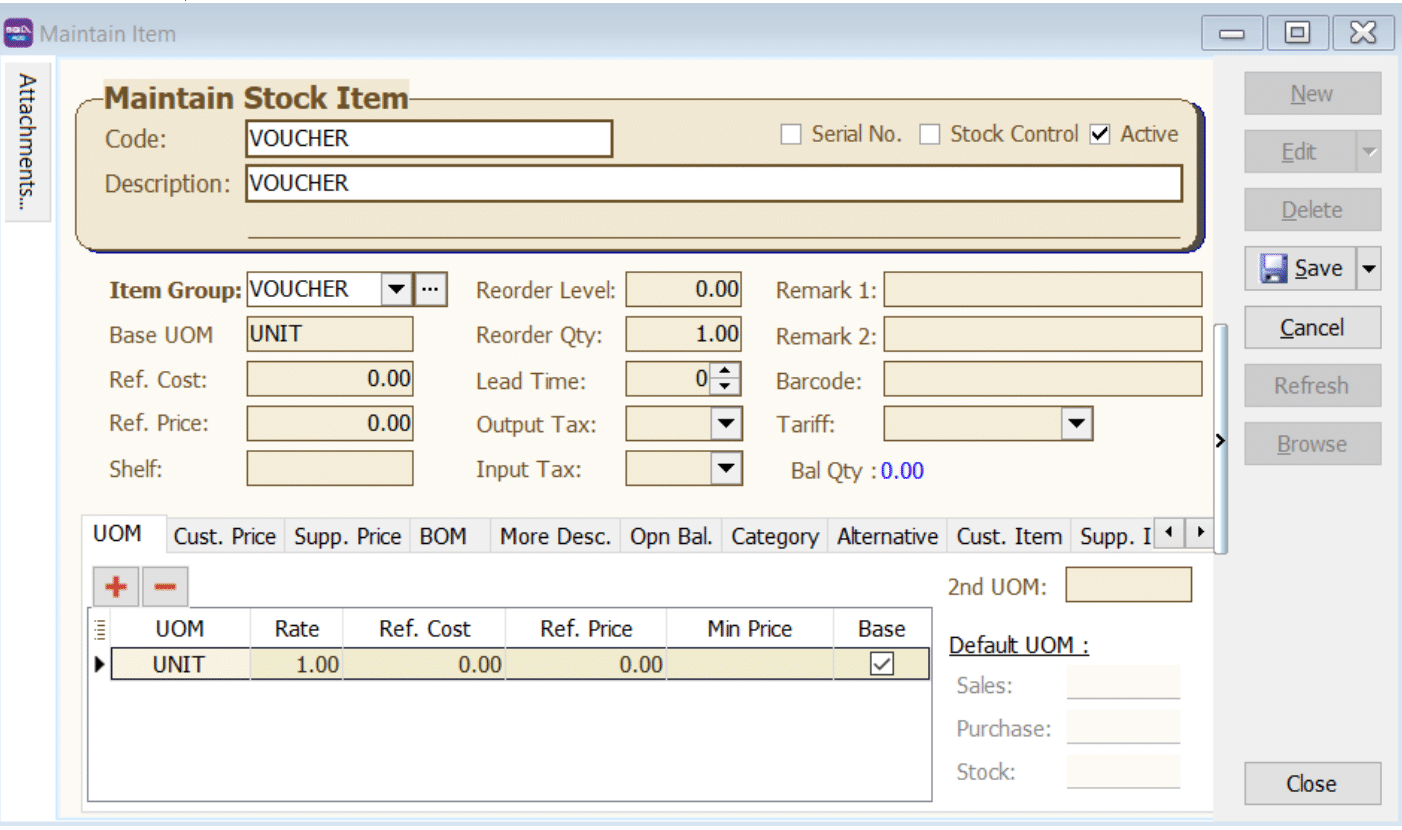 Maintain Item
Attachments...
Maintain Stock Item
Code: VOUCHER Serial No. Stock Control Active
Description: VOUCHER
Item Group: VOUCHER ... Reorder Level: 0.00 Remark 1:
Base UOM UNIT Reorder Qty: 1.00 Remark 2:
Ref. Cost: 0.00 Lead Time: 0 Barcode:
Ref. Price: 0.00 Output Tax: Tariff:
Shelf: Input Tax: Bal Qty : 0.00
UOM Cust. Price Supp. Price BOM More Desc. Opn Bal. Category Alternative Cust. Item Supp. I
2nd UOM:
UOM Rate Ref. Cost Ref. Price Min Price Base
UNIT 1.00 0.00 0.00
Default UOM :
Sales:
Purchase:
Stock:
New
Edit
Delete
Save
Cancel
Refresh
Browse
Close